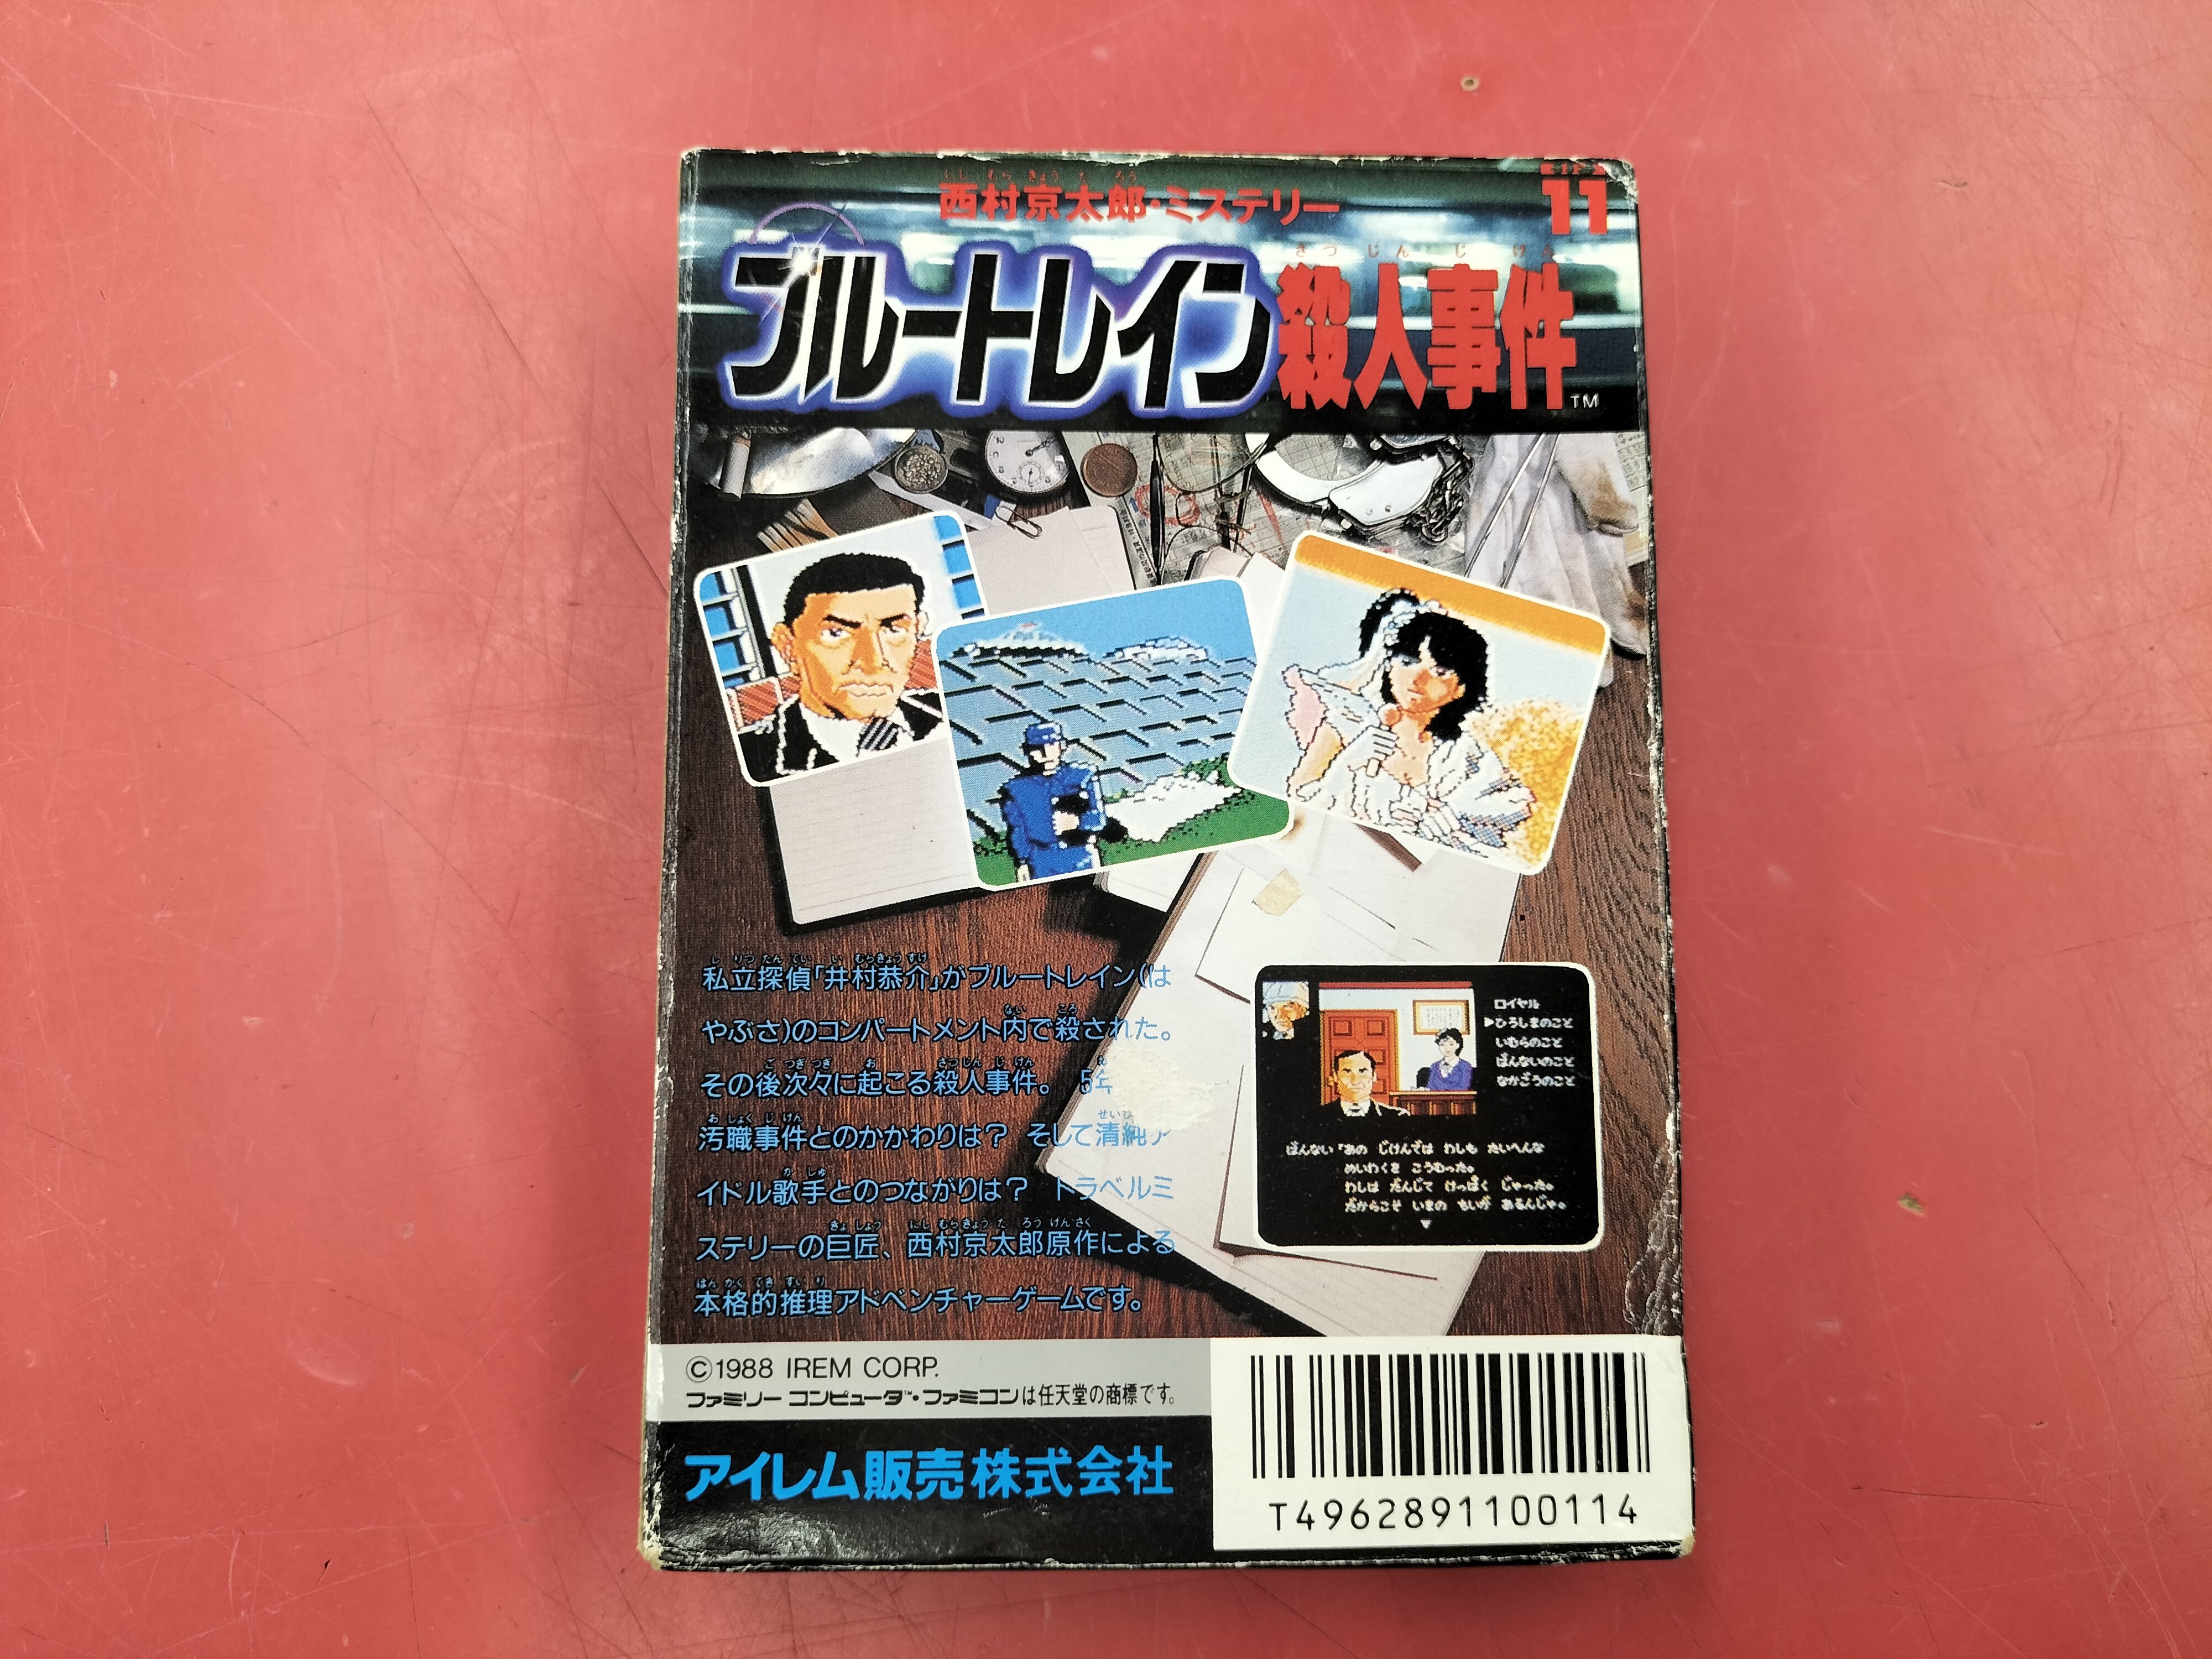 西村京太郎・ミステリー
11
ブルートレイン殺人事件
TM
私立探偵「井村恭介」がブルートレイン(は
やぶさ)のコンパートメント内で殺された。
その後次々に起こる殺人事件。 5年
汚職事件とのかかわりは? そして清純ア
イドル歌手とのつながりは? トラベルミ
ステリーの巨匠、西村京太郎原作による
本格的推理アドベンチャーゲームです。
ロイヤル
▶ひろしまのこと
いむらのこと
ばんないのこと
なかごうのこと
ばんない「あの じけんでは わしも たいへんな
めいわくを こうむった。
わしは だんじて けっぱく じゃった。
だからこそ いまの ちいが あるんじゃ。
▼
©1988 IREM CORP.
ファミリー コンピュータ™・ファミコンは任天堂の商標です。
アイレム販売株式会社
T4962891100114